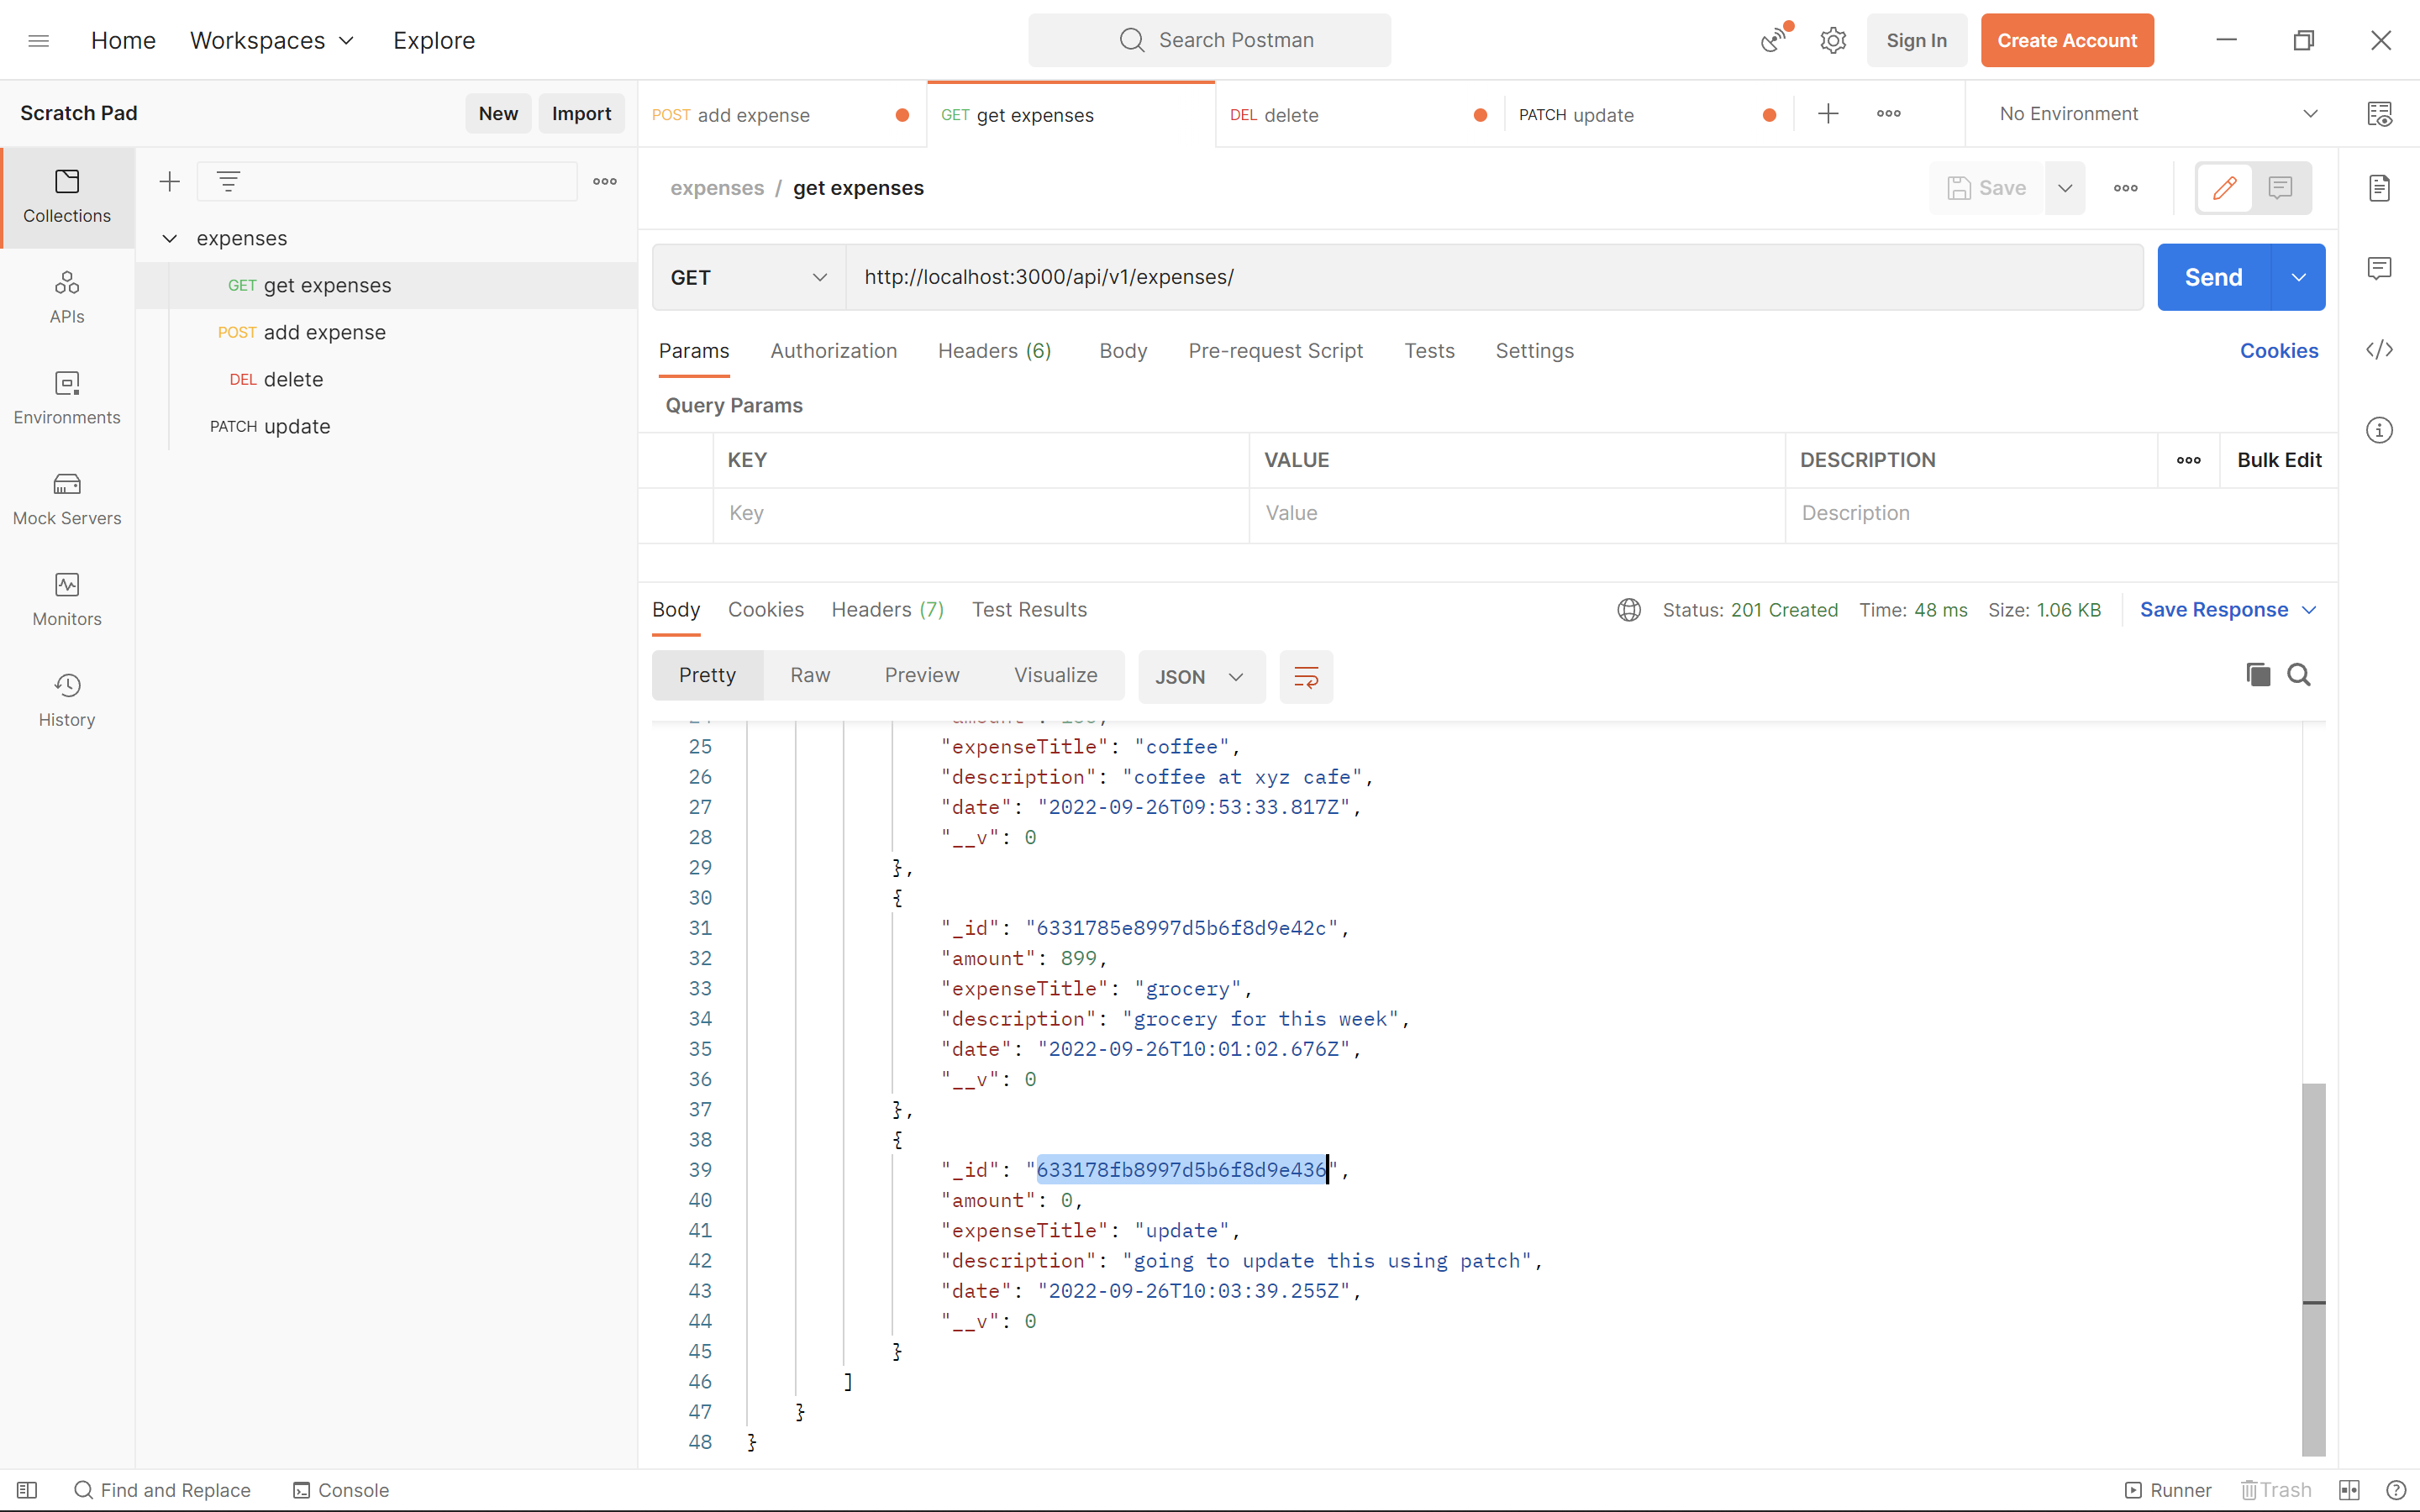 Home Workspaces Explore Search Postman Sign In Create Account
Scratch Pad New Import POST add expense GET get expenses DEL delete PATCH update No Environment
Collections
APIs
Environments
Mock Servers
Monitors
History
expenses
GET get expenses
POST add expense
DEL delete
PATCH update
expenses / get expenses Save
GET http://localhost:3000/api/v1/expenses/ Send
Params Authorization Headers (6) Body Pre-request Script Tests Settings Cookies
Query Params
KEY VALUE DESCRIPTION Bulk Edit
Key Value Description
Body Cookies Headers (7) Test Results Status: 201 Created Time: 48 ms Size: 1.06 KB Save Response
Pretty Raw Preview Visualize JSON
25 "expenseTitle": "coffee",
26 "description": "coffee at xyz cafe",
27 "date": "2022-09-26T09:53:33.817Z",
28 "__v": 0
29 },
30 {
31 "_id": "6331785e8997d5b6f8d9e42c",
32 "amount": 899,
33 "expenseTitle": "grocery",
34 "description": "grocery for this week",
35 "date": "2022-09-26T10:01:02.676Z",
36 "__v": 0
37 },
38 {
39 "_id": "633178fb8997d5b6f8d9e436",
40 "amount": 0,
41 "expenseTitle": "update",
42 "description": "going to update this using patch",
43 "date": "2022-09-26T10:03:39.255Z",
44 "__v": 0
45 }
46 ]
47 }
48 }
Find and Replace Console Runner Trash